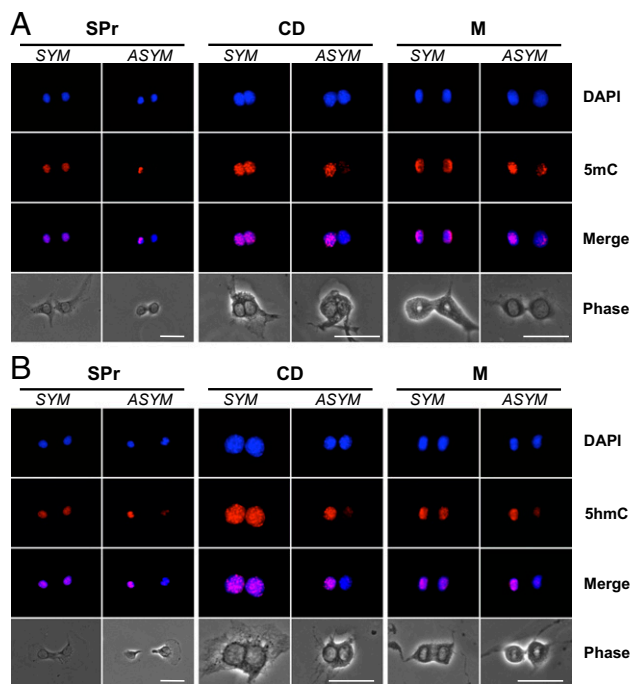 A
SPr CD M
SYM ASYM SYM ASYM SYM ASYM
DAPI
5mC
Merge
Phase
B
SPr CD M
SYM ASYM SYM ASYM SYM ASYM
DAPI
5hmC
Merge
Phase